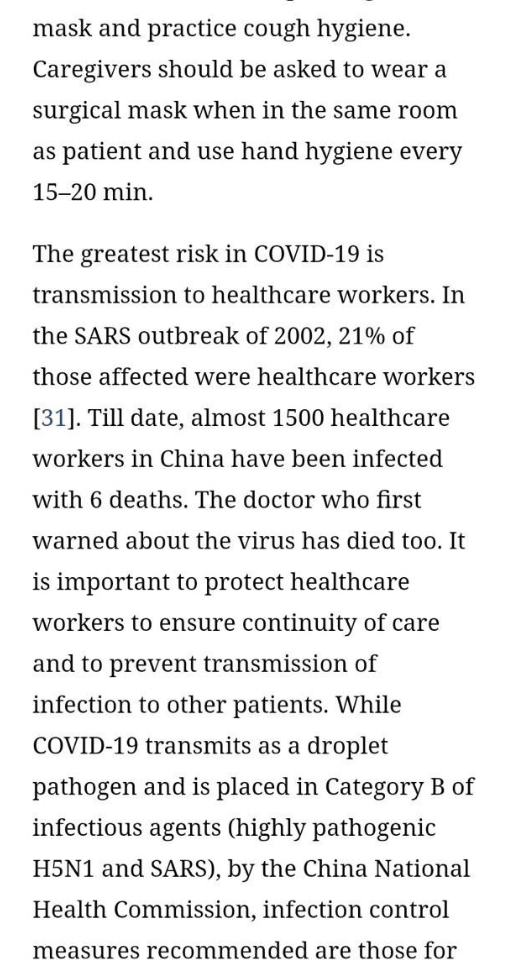 mask and practice cough hygiene.
Caregivers should be asked to wear a
surgical mask when in the same room
as patient and use hand hygiene every
15–20 min.
The greatest risk in COVID-19 is
transmission to healthcare workers. In
the SARS outbreak of 2002, 21% of
those affected were healthcare workers
[31]. Till date, almost 1500 healthcare
workers in China have been infected
with 6 deaths. The doctor who first
warned about the virus has died too. It
is important to protect healthcare
workers to ensure continuity of care
and to prevent transmission of
infection to other patients. While
COVID-19 transmits as a droplet
pathogen and is placed in Category B of
infectious agents (highly pathogenic
H5N1 and SARS), by the China National
Health Commission, infection control
measures recommended are those for